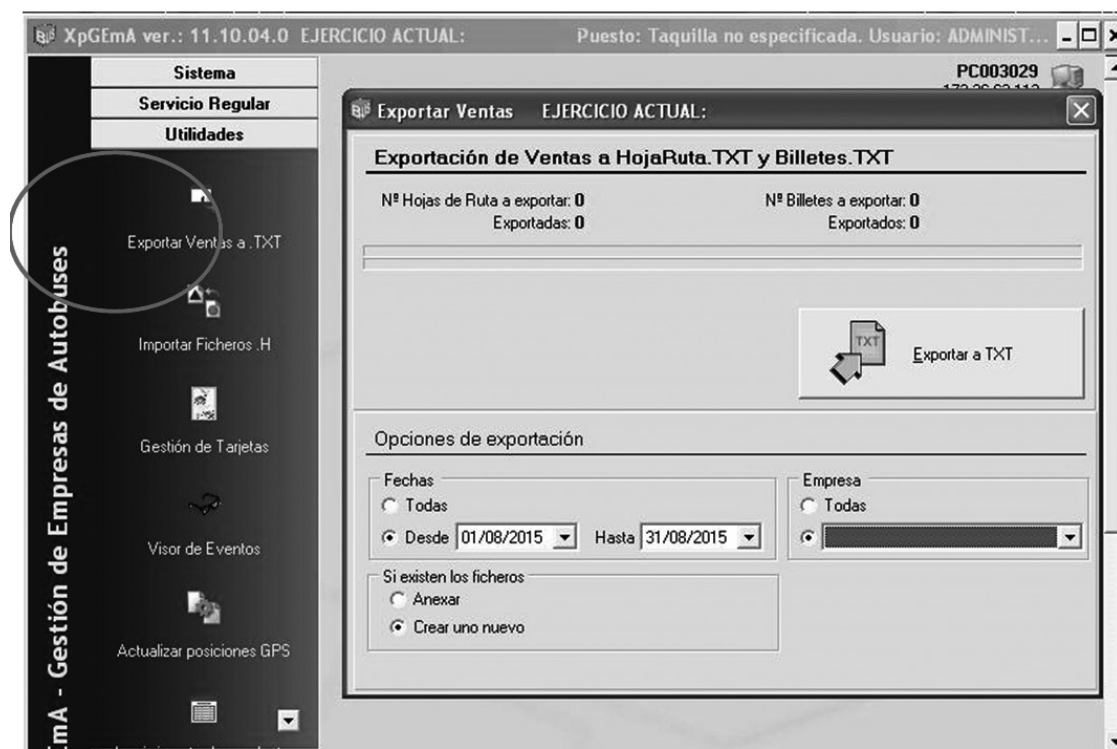 XpGEmA ver.: 11.10.04.0 EJERCICIO ACTUAL: Puesto: Taquilla no especificada. Usuario: ADMINIST...
Sistema
Servicio Regular
Utilidades
Exportar Ventas a .TXT
Importar Ficheros .H
Gestión de Tarjetas
Visor de Eventos
Actualizar posiciones GPS
EmA - Gestión de Empresas de Autobuses
PC003029
Exportar Ventas EJERCICIO ACTUAL:
Exportación de Ventas a HojaRuta.TXT y Billetes.TXT
Nº Hojas de Ruta a exportar: 0 Nº Billetes a exportar: 0
Exportadas: 0 Exportados: 0
TXT
Exportar a TXT
Opciones de exportación
Fechas
Todas
Desde 01/08/2015 Hasta 31/08/2015
Empresa
Todas
Si existen los ficheros
Anexar
Crear uno nuevo